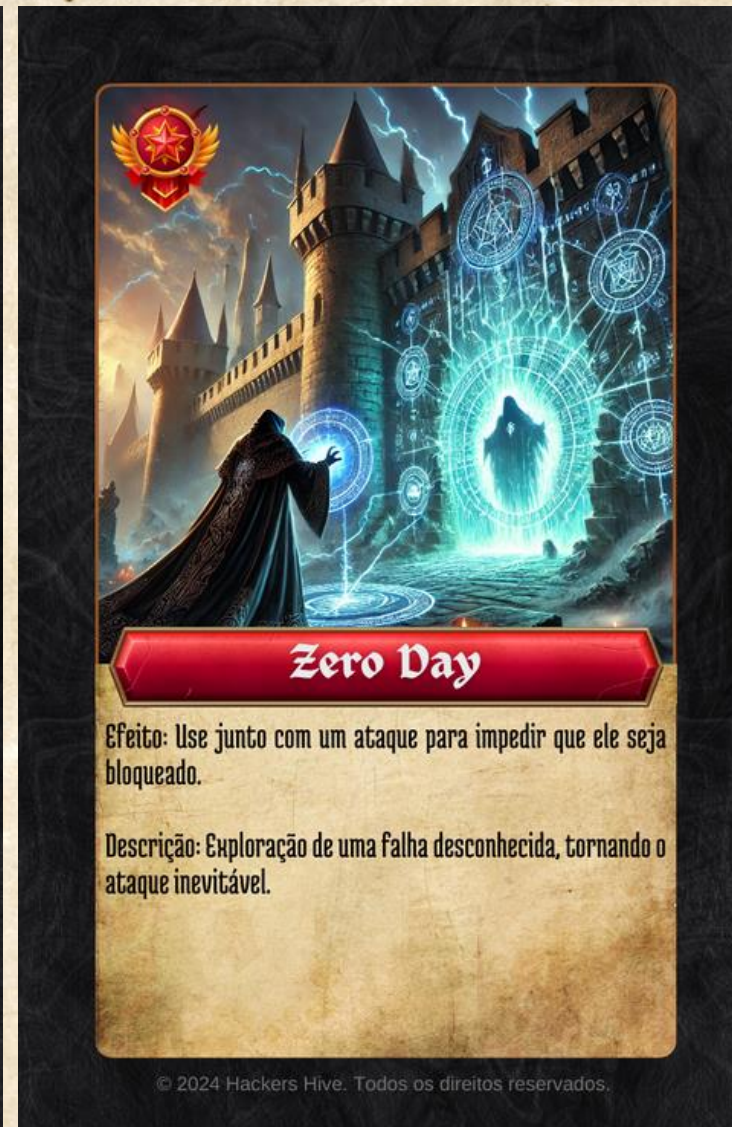 Zero Day
Efeito: Use junto com um ataque para impedir que ele seja
bloqueado.
Descrição: Exploração de uma falha desconhecida, tornando o
ataque inevitável.
© 2024 Hackers Hive. Todos os direitos reservados.